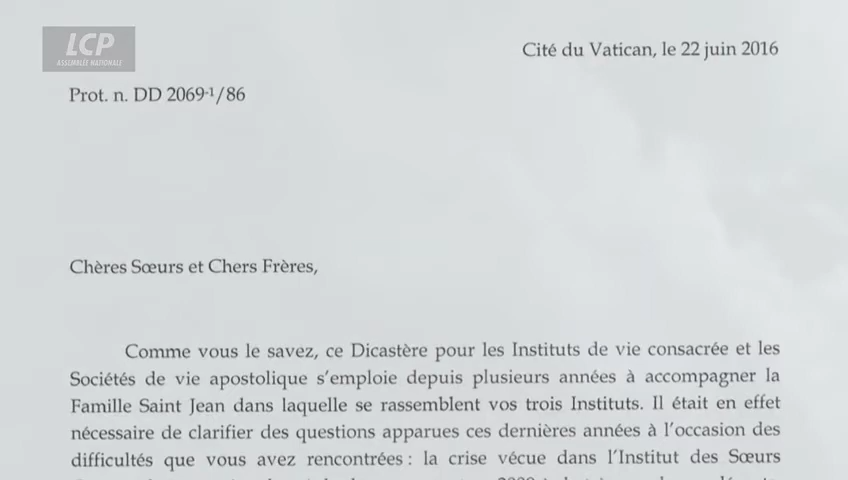 LCP
ASSEMBLÉE NATIONALE
Cité du Vatican, le 22 juin 2016
Prot. n. DD 2069-1/86
Chères Sœurs et Chers Frères,
Comme vous le savez, ce Dicastère pour les Instituts de vie consacrée et les
Sociétés de vie apostolique s’emploie depuis plusieurs années à accompagner la
Famille Saint Jean dans laquelle se rassemblent vos trois Instituts. Il était en effet
nécessaire de clarifier des questions apparues ces dernières années à l’occasion des
difficultés que vous avez rencontrées : la crise vécue dans l’Institut des Sœurs